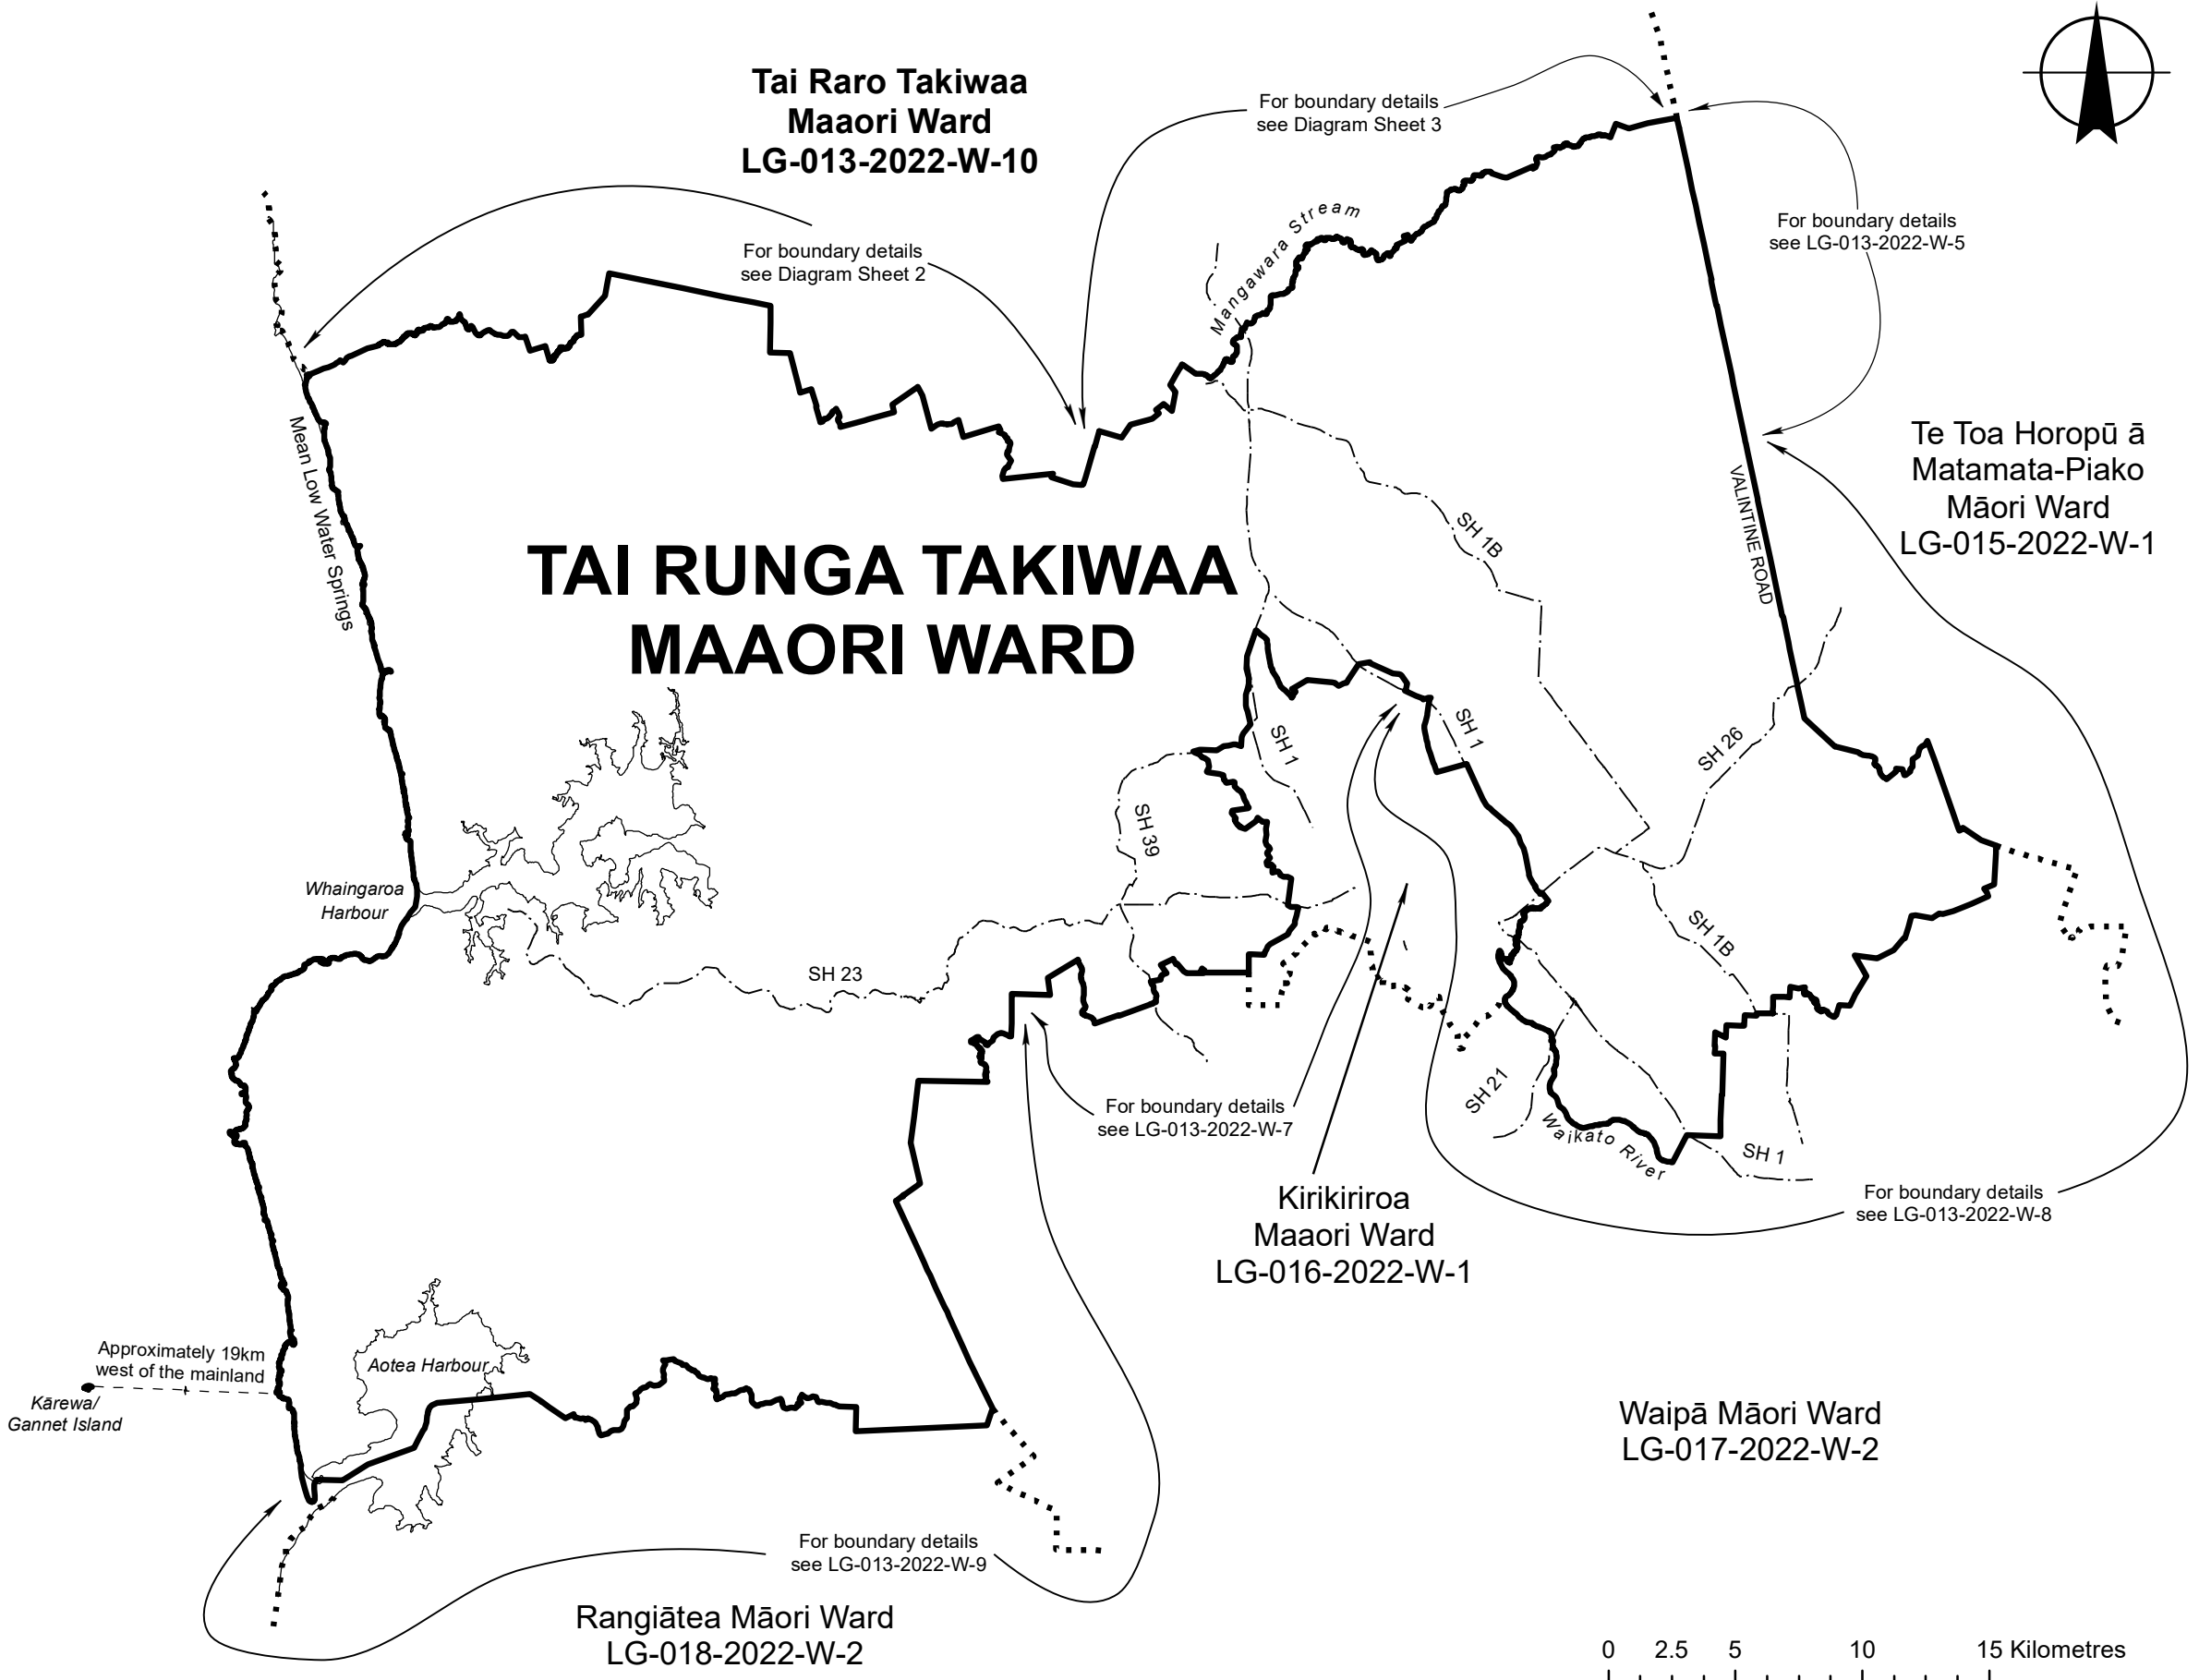 Tai Raro Takiwaa
Maaori Ward
LG-013-2022-W-10
For boundary details
see Diagram Sheet 3
For boundary details
see LG-013-2022-W-5
For boundary details
see Diagram Sheet 2
Mangawara Stream
Mean Low Water Springs
Te Toa Horopū ā
Matamata-Piako
Māori Ward
LG-015-2022-W-1
VALINTINE ROAD
SH 1B
TAI RUNGA TAKIWAA
MAAORI WARD
SH 1
SH 1
SH 26
SH 39
Whaingaroa
Harbour
SH 1B
SH 23
SH 21
For boundary details
see LG-013-2022-W-7
Waikato River
SH 1
Kirikiriroa
Maaori Ward
LG-016-2022-W-1
For boundary details
see LG-013-2022-W-8
Approximately 19km
west of the mainland
Aotea Harbour
Kārewa/
Gannet Island
Waipā Māori Ward
LG-017-2022-W-2
For boundary details
see LG-013-2022-W-9
Rangiātea Māori Ward
LG-018-2022-W-2
0 2.5 5 10 15 Kilometres